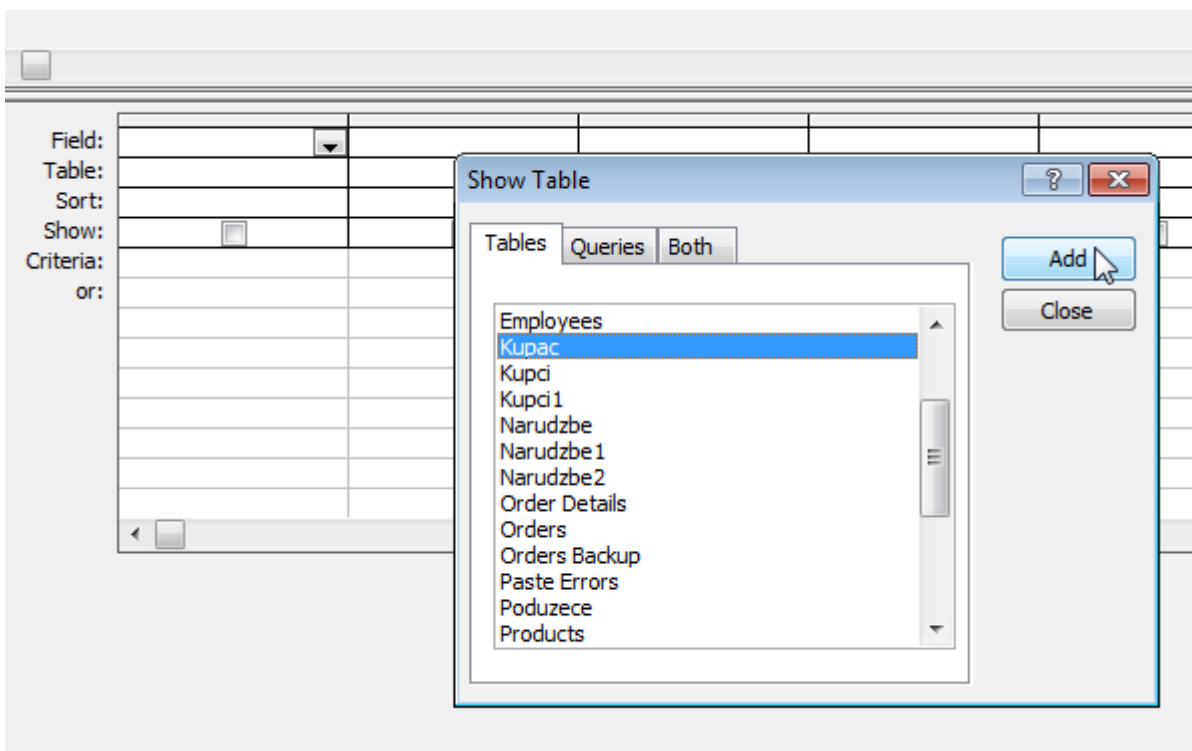 Field:
Table:
Sort:
Show:
Criteria:
or:
Show Table
Tables Queries Both
Add
Close
Employees
Kupac
Kupci
Kupci1
Narudzbe
Narudzbe1
Narudzbe2
Order Details
Orders
Orders Backup
Paste Errors
Poduzece
Products